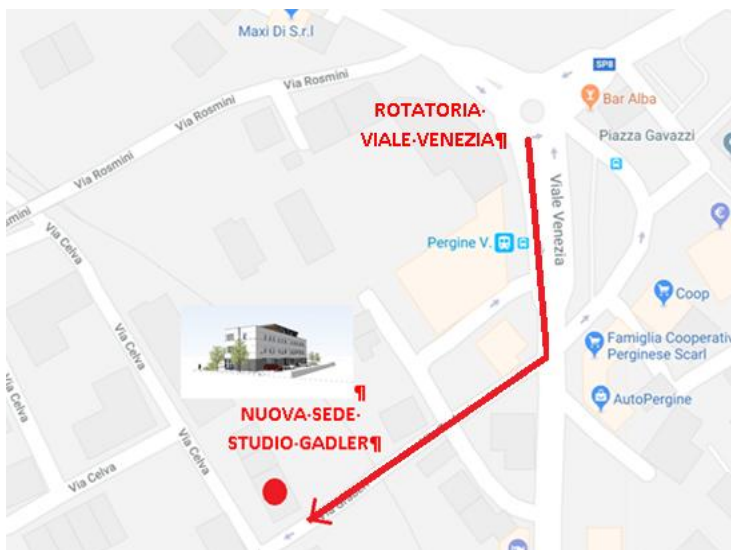 Maxi Di S.r.l
SP8
Via Rosmini
Bar Alba
ROTATORIA·
VIALE·VENEZIA¶
Piazza Gavazzi
Via Rosmini
Via Rosmini
Viale Venezia
Via Celva
Pergine V.
Coop
Famiglia Cooperativ
Perginese Scarl
Via Celva
AutoPergine
¶
NUOVA·SEDE·
STUDIO·GADLER¶
Via Celva
Via Celva